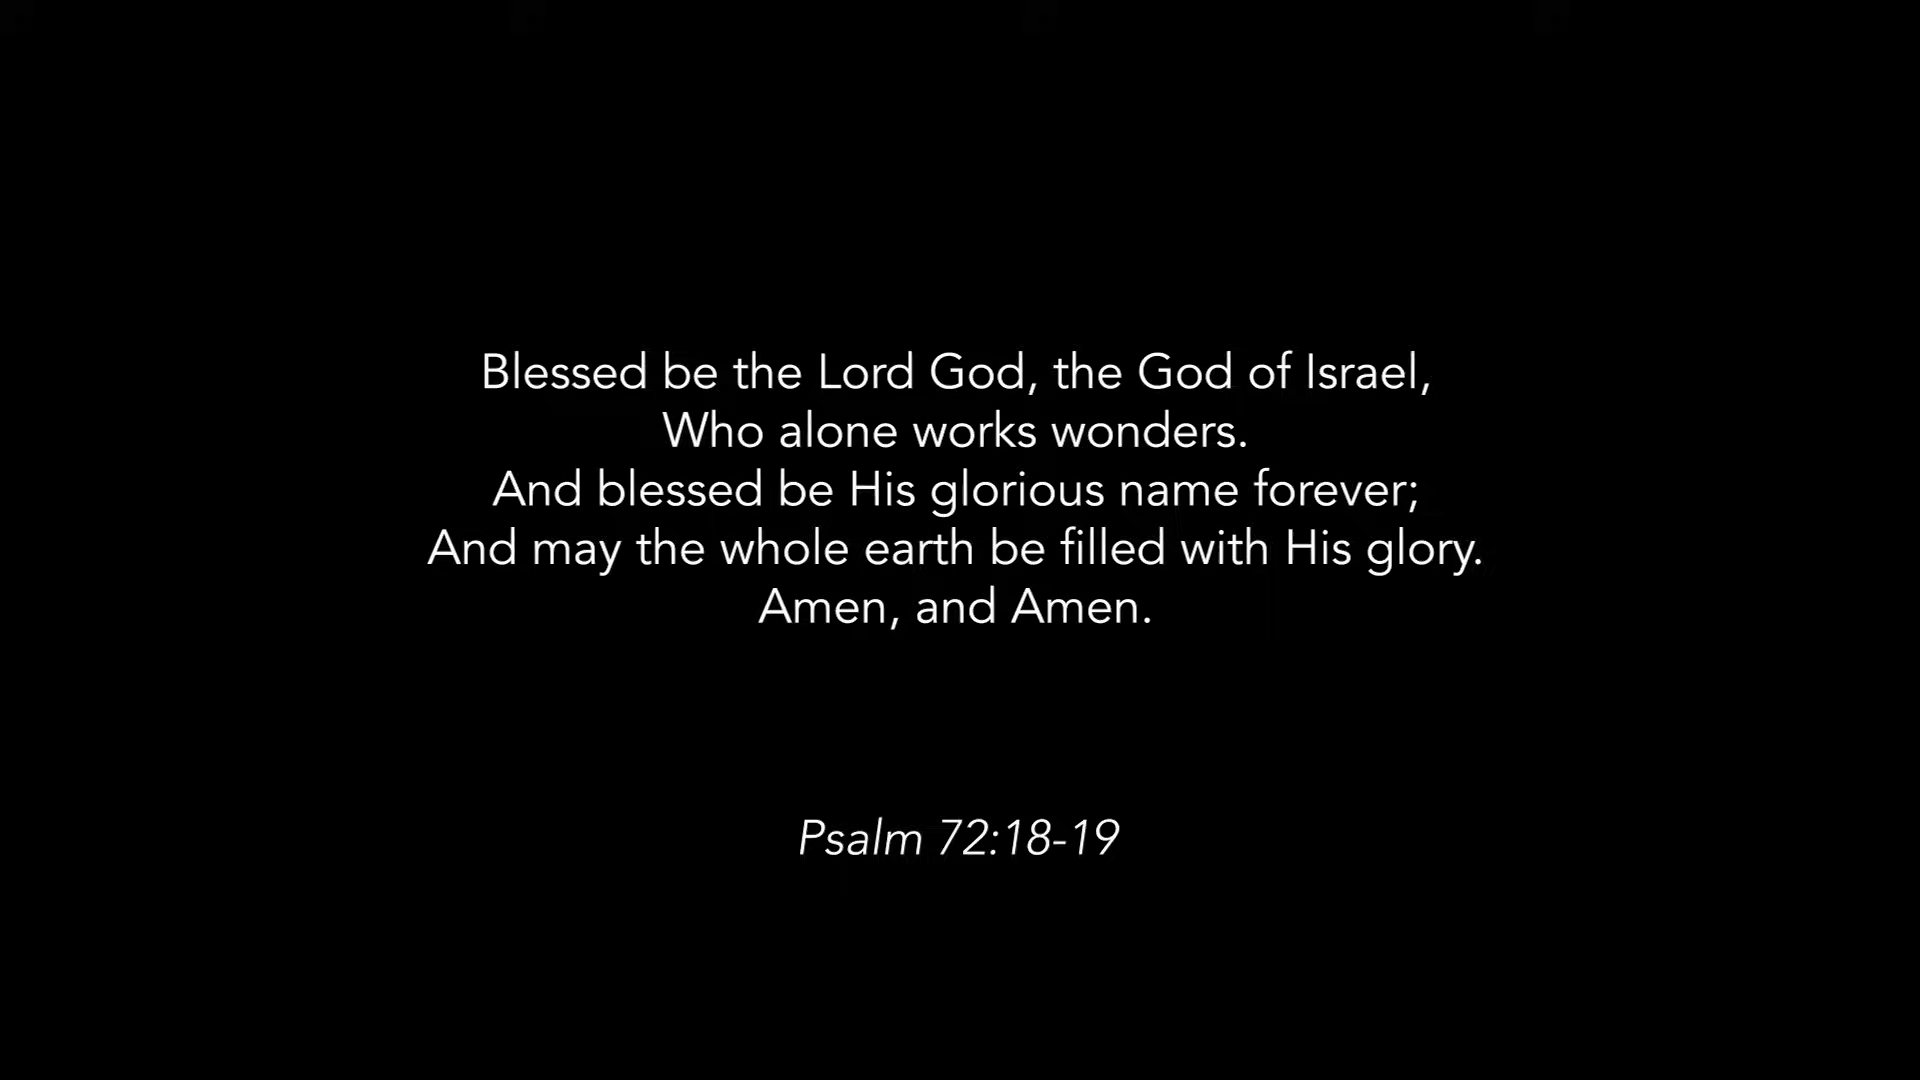 Blessed be the Lord God, the God of Israel,
Who alone works wonders.
And blessed be His glorious name forever;
And may the whole earth be filled with His glory.
Amen, and Amen.
Psalm 72:18-19